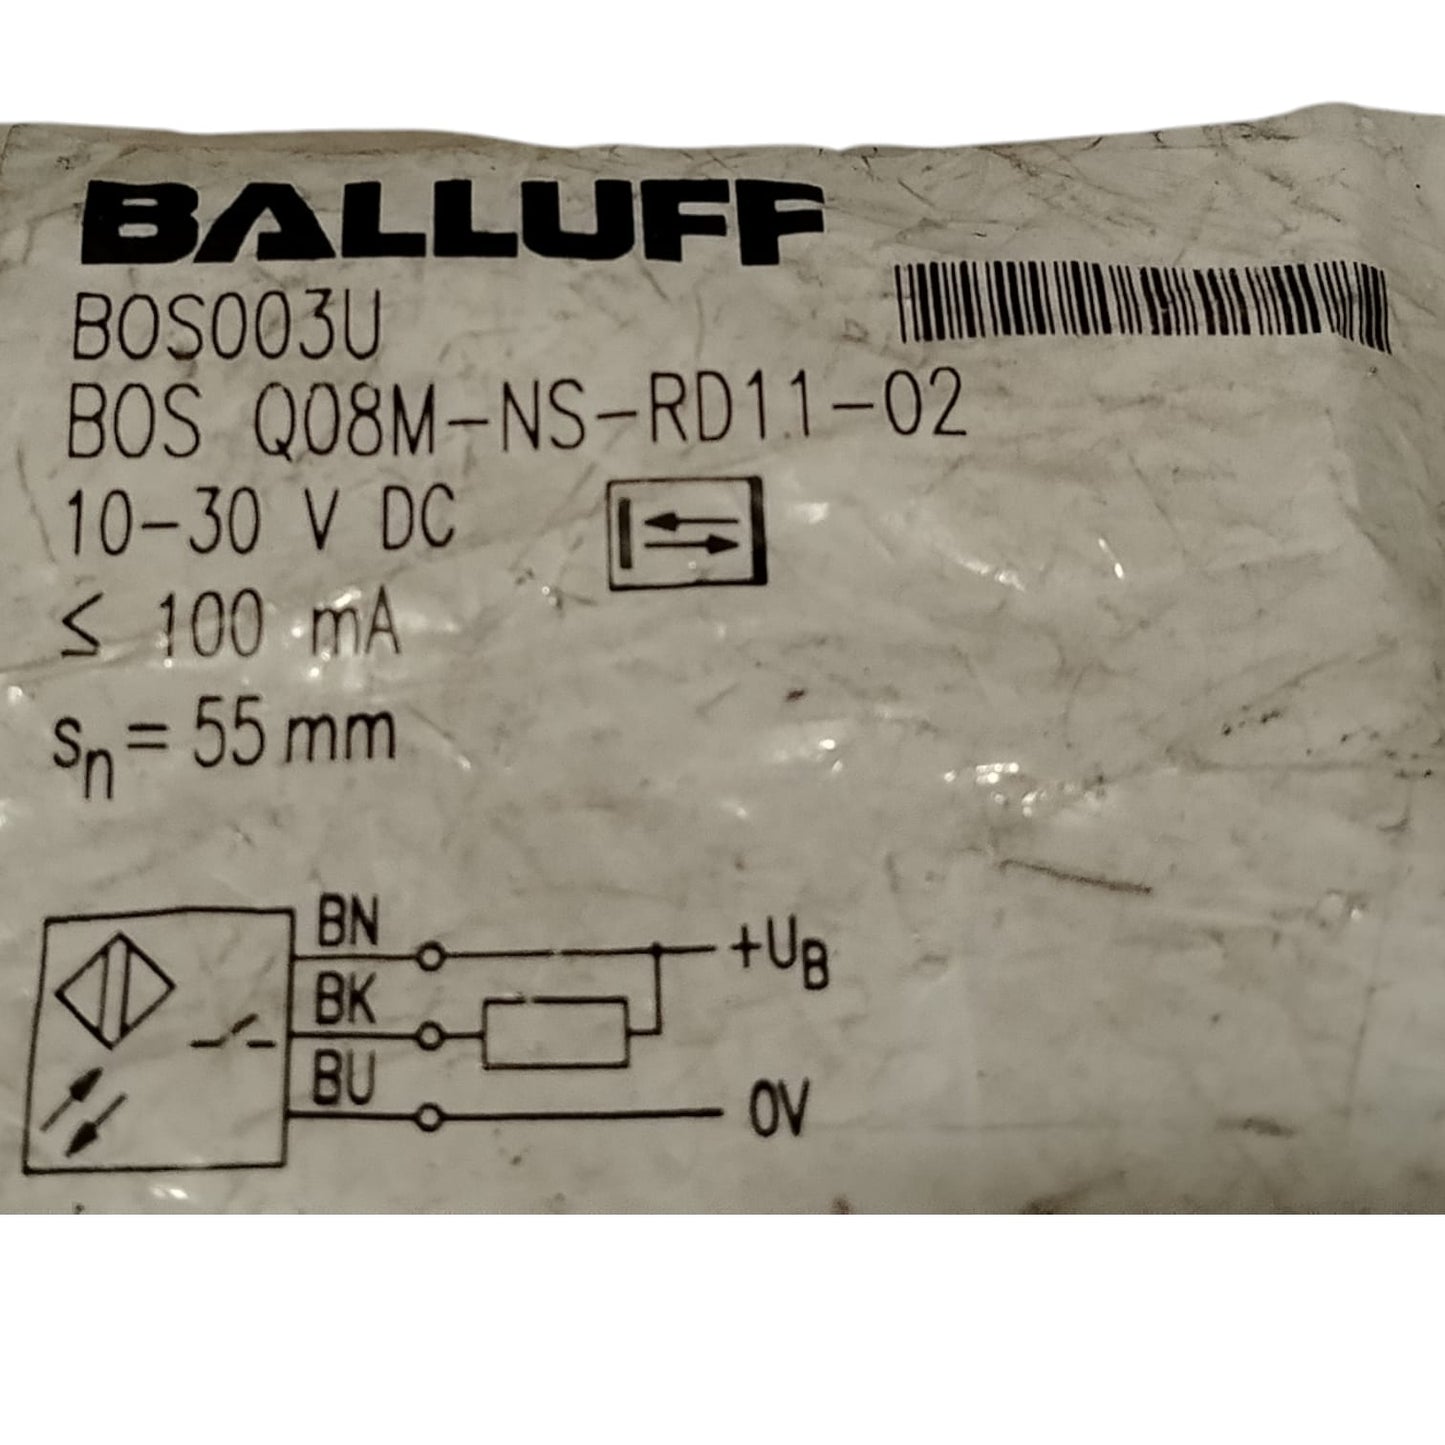 BALLUFF
BOS003U
BOS Q08M-NS-RD11-02
10-30 V DC
≤ 100 mA
sn = 55 mm
BN
+UB
BK
BU
0V